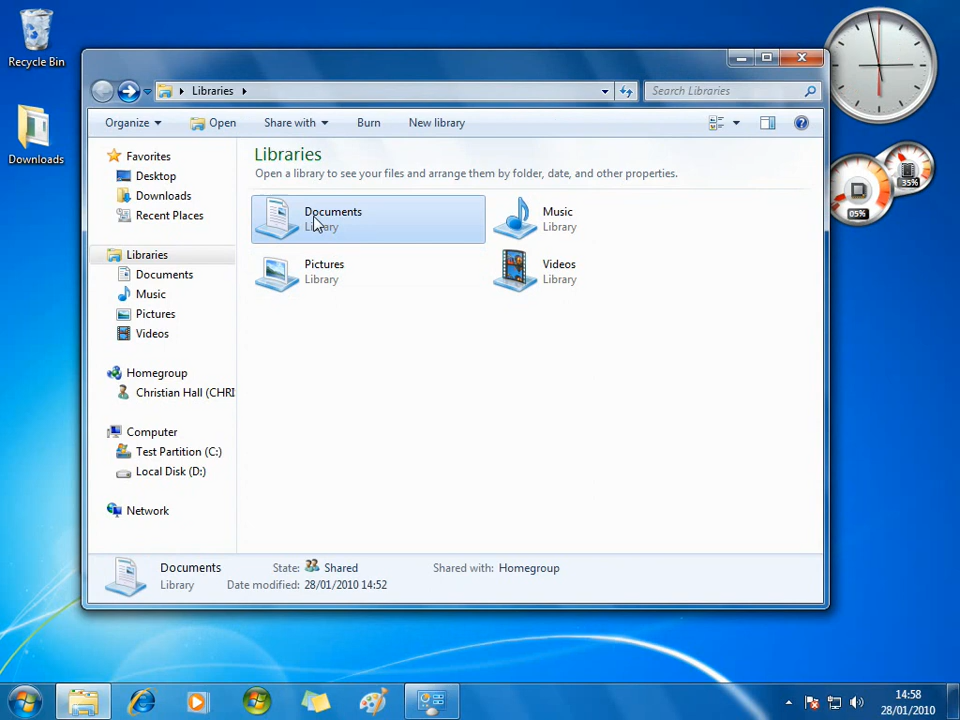 Recycle Bin
Downloads
Libraries
Search Libraries
Organize
Open
Share with
Burn
New library
Favorites
Desktop
Downloads
Recent Places
Libraries
Documents
Music
Pictures
Videos
Homegroup
Christian Hall (CHRI
Computer
Test Partition (C:)
Local Disk (D:)
Network
Libraries
Open a library to see your files and arrange them by folder, date, and other properties.
Documents
Library
Music
Library
Pictures
Library
Videos
Library
Documents
State: Shared
Shared with: Homegroup
Library
Date modified: 28/01/2010 14:52
35%
05%
14:58
28/01/2010